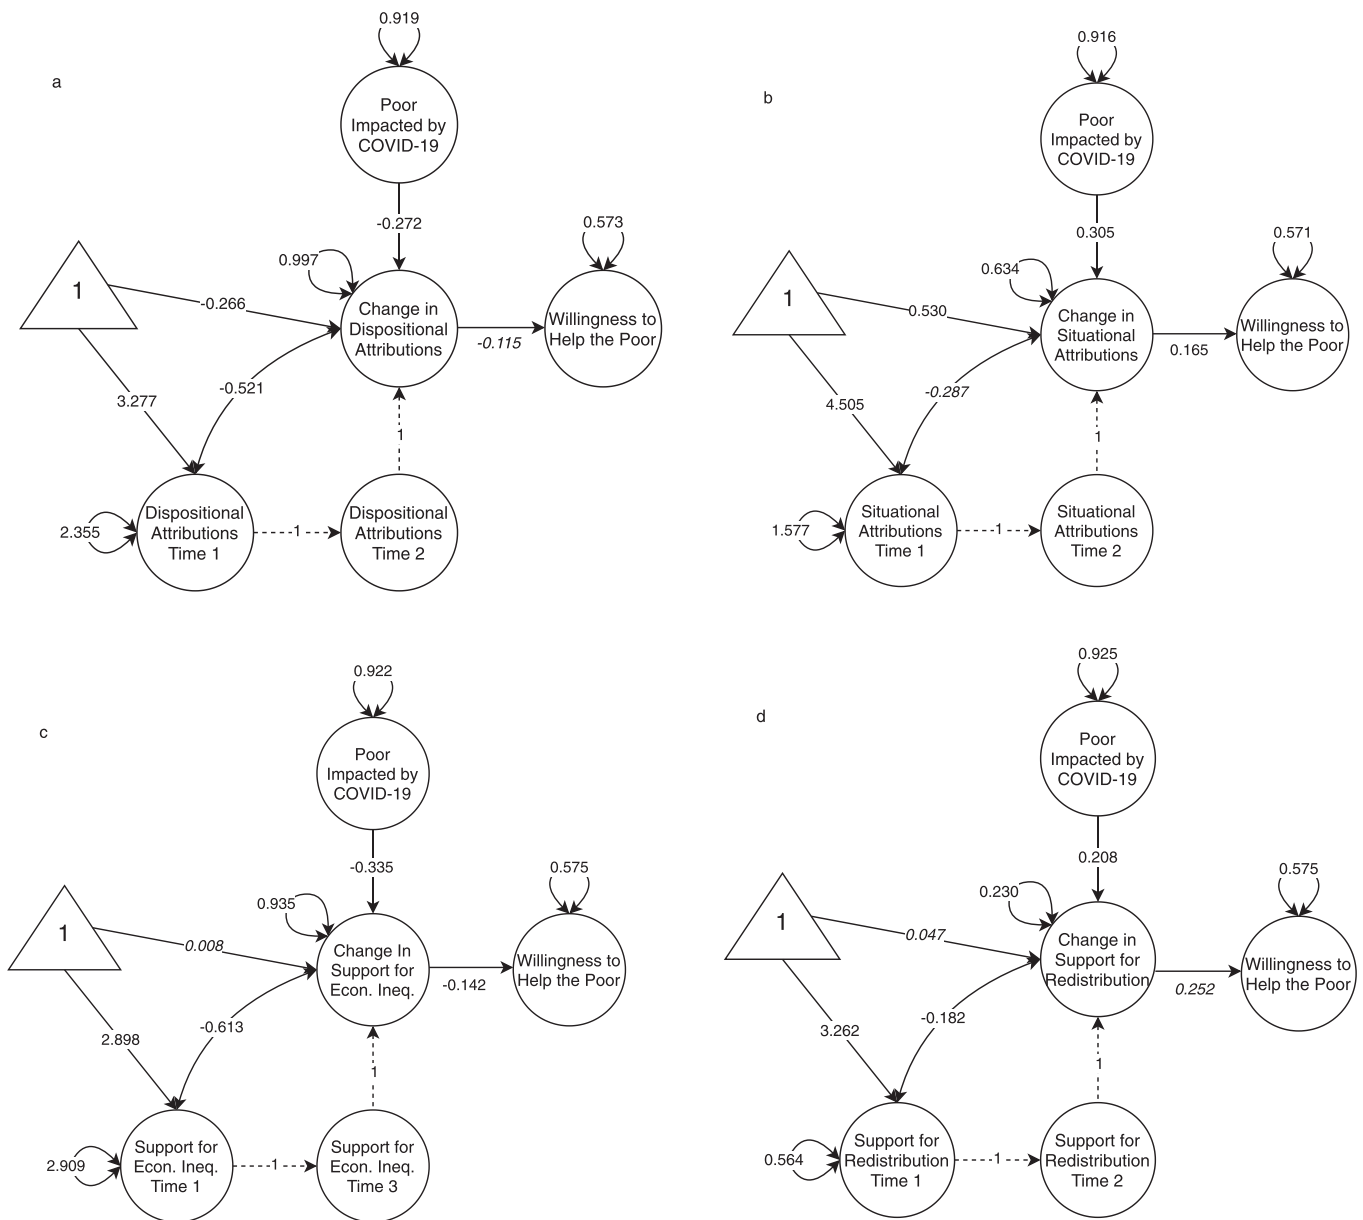 a
0.919
Poor
Impacted by
COVID-19
-0.272
0.997
0.573
1
-0.266
Change in
Dispositional
Attributions
-0.115
Willingness to
Help the Poor
3.277
-0.521
1
2.355
Dispositional
Attributions
Time 1
1
Dispositional
Attributions
Time 2
b
0.916
Poor
Impacted by
COVID-19
0.305
0.634
0.571
1
0.530
Change in
Situational
Attributions
0.165
Willingness to
Help the Poor
4.505
-0.287
1
1.577
Situational
Attributions
Time 1
1
Situational
Attributions
Time 2
c
0.922
Poor
Impacted by
COVID-19
-0.335
0.935
0.575
1
0.008
Change In
Support for
Econ. Ineq.
-0.142
Willingness to
Help the Poor
2.898
-0.613
1
2.909
Support for
Econ. Ineq.
Time 1
1
Support for
Econ. Ineq.
Time 3
d
0.925
Poor
Impacted by
COVID-19
0.208
0.230
0.575
1
0.047
Change in
Support for
Redistribution
0.252
Willingness to
Help the Poor
3.262
-0.182
1
0.564
Support for
Redistribution
Time 1
1
Support for
Redistribution
Time 2